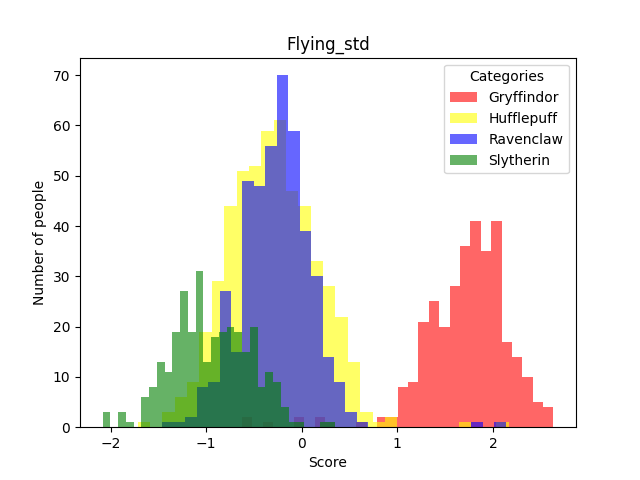 Flying_std
Categories
Gryffindor
Hufflepuff
Ravenclaw
Slytherin
Number of people
70
60
50
40
30
20
10
0
−2
−1
0
1
2
Score